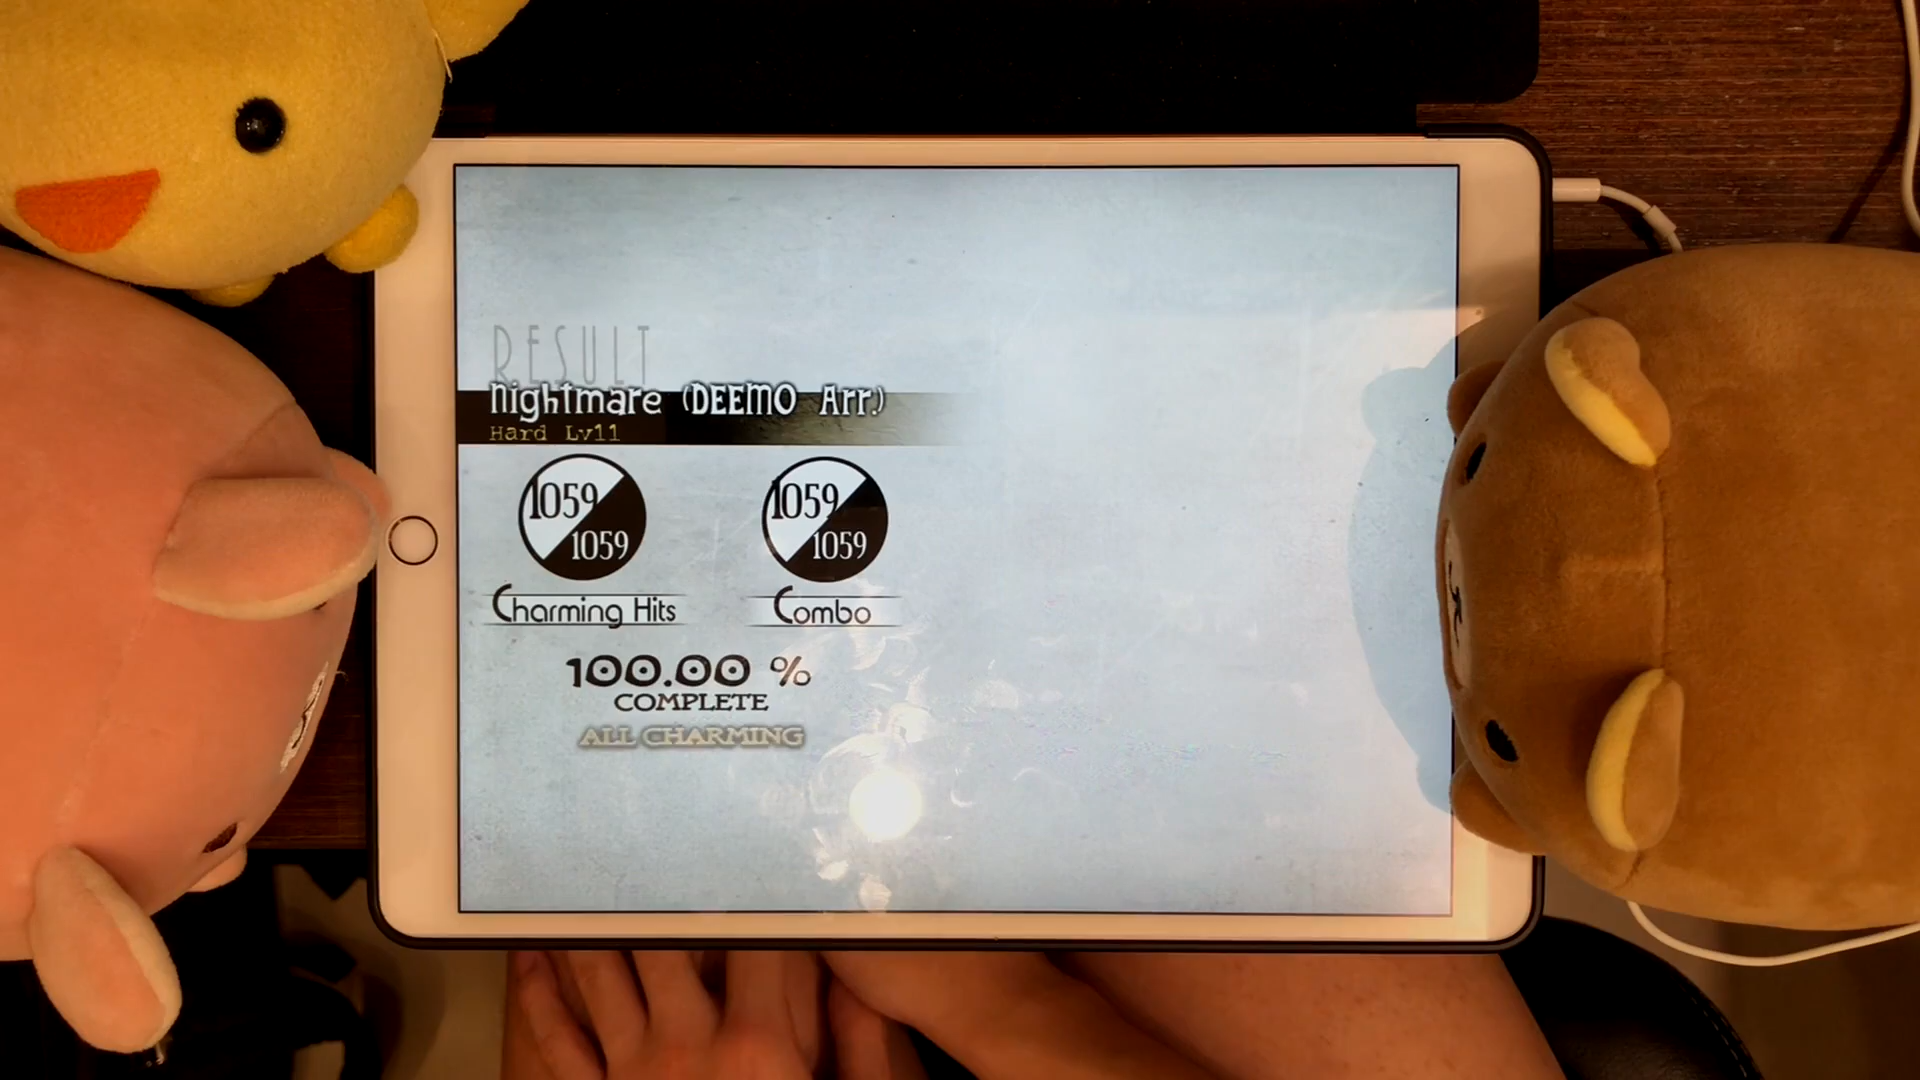 RESULT
Nightmare (DEEMO Arr.)
Hard Lv11
1059
1059
1059
1059
Charming Hits
Combo
100.00 %
COMPLETE
ALL CHARMING